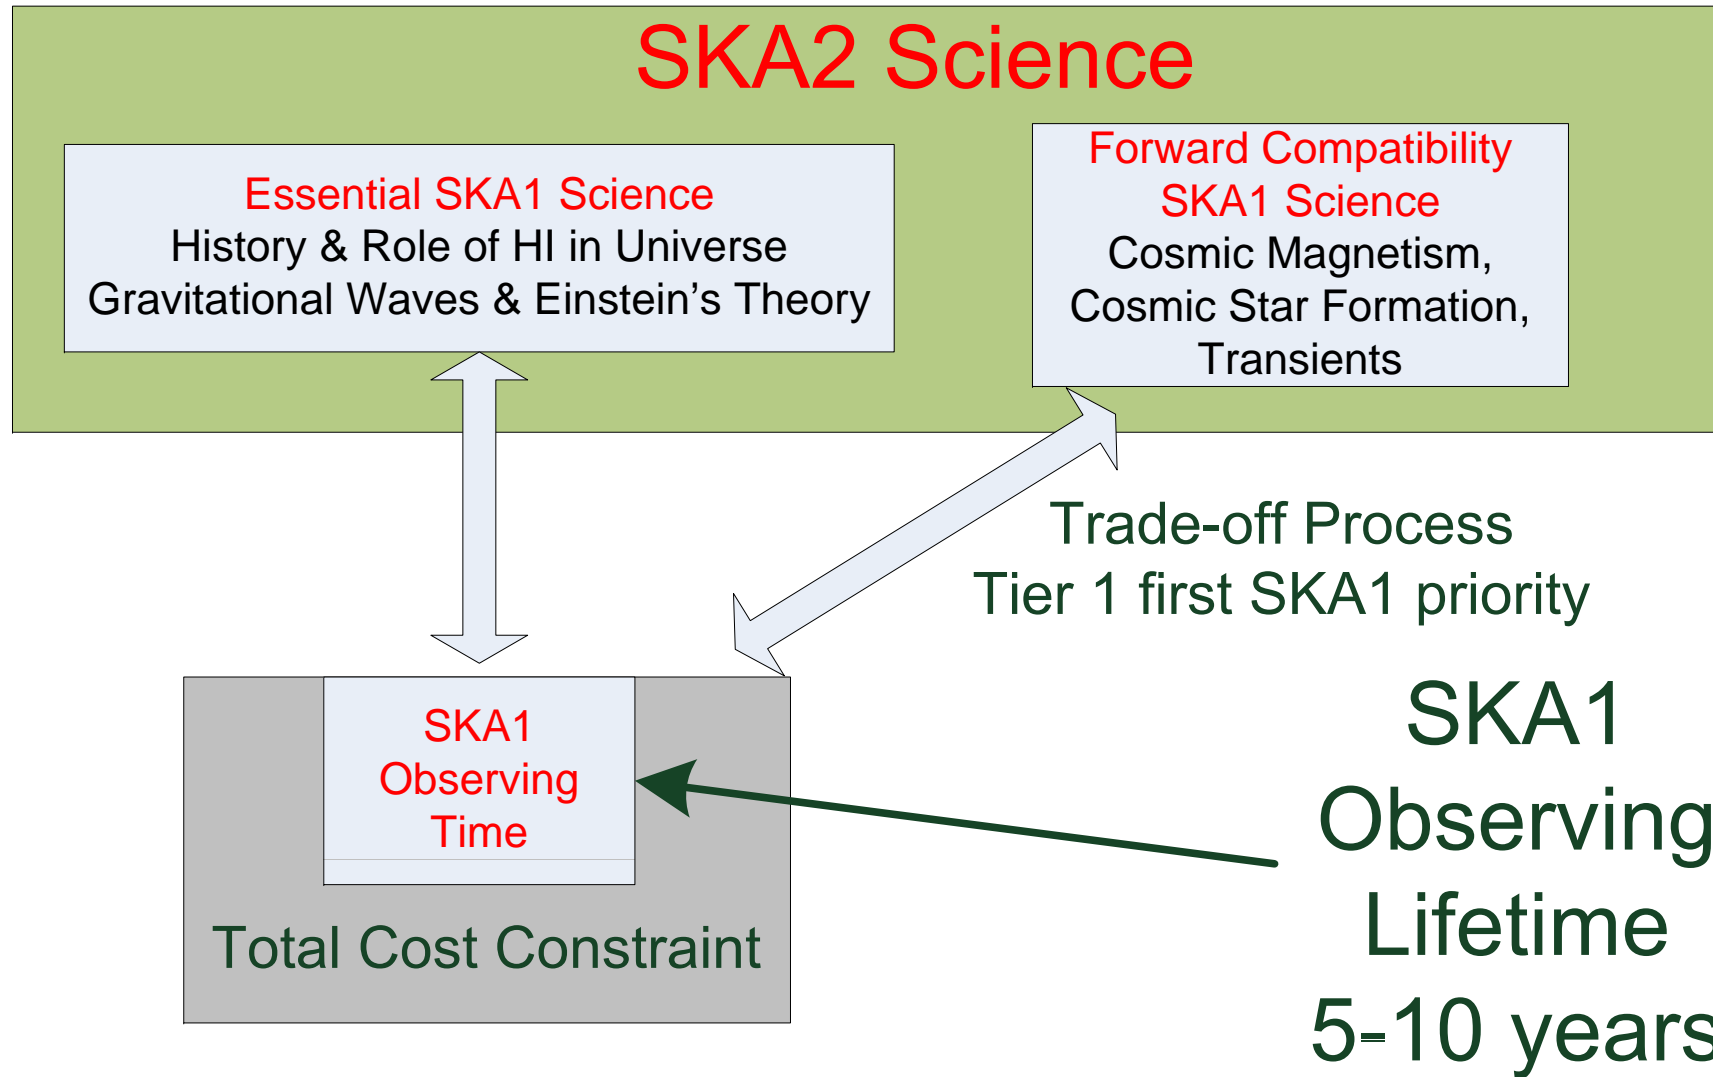 SKA2 Science
Essential SKA1 Science
History & Role of HI in Universe
Gravitational Waves & Einstein’s Theory
Forward Compatibility
SKA1 Science
Cosmic Magnetism,
Cosmic Star Formation,
Transients
Trade-off Process
Tier 1 first SKA1 priority
SKA1
Observing
Time
Total Cost Constraint
SKA1
Observing
Lifetime
5-10 years